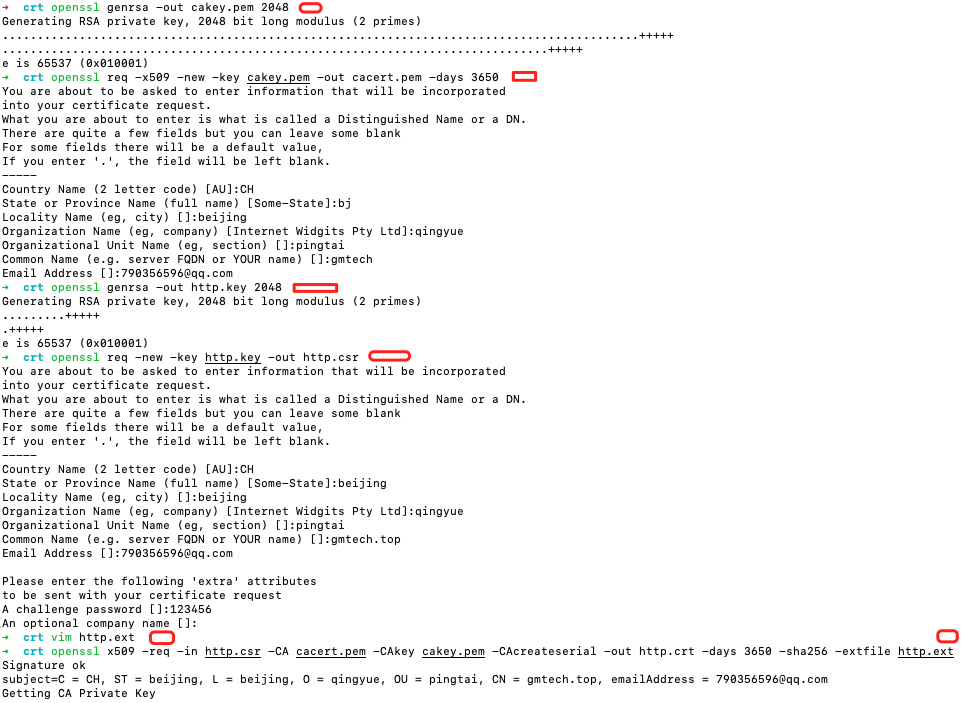 ➜  crt openssl genrsa -out cakey.pem 2048
Generating RSA private key, 2048 bit long modulus (2 primes)
...........................................................................................+++++
..............................................................................+++++
e is 65537 (0x010001)
➜  crt openssl req -x509 -new -key cakey.pem -out cacert.pem -days 3650
You are about to be asked to enter information that will be incorporated
into your certificate request.
What you are about to enter is what is called a Distinguished Name or a DN.
There are quite a few fields but you can leave some blank
For some fields there will be a default value,
If you enter '.', the field will be left blank.
-----
Country Name (2 letter code) [AU]:CH
State or Province Name (full name) [Some-State]:bj
Locality Name (eg, city) []:beijing
Organization Name (eg, company) [Internet Widgits Pty Ltd]:qingyue
Organizational Unit Name (eg, section) []:pingtai
Common Name (e.g. server FQDN or YOUR name) []:gmtech
Email Address []:790356596@qq.com
➜  crt openssl genrsa -out http.key 2048
Generating RSA private key, 2048 bit long modulus (2 primes)
.........+++++
.+++++
e is 65537 (0x010001)
➜  crt openssl req -new -key http.key -out http.csr
You are about to be asked to enter information that will be incorporated
into your certificate request.
What you are about to enter is what is called a Distinguished Name or a DN.
There are quite a few fields but you can leave some blank
For some fields there will be a default value,
If you enter '.', the field will be left blank.
-----
Country Name (2 letter code) [AU]:CH
State or Province Name (full name) [Some-State]:beijing
Locality Name (eg, city) []:beijing
Organization Name (eg, company) [Internet Widgits Pty Ltd]:qingyue
Organizational Unit Name (eg, section) []:pingtai
Common Name (e.g. server FQDN or YOUR name) []:gmtech.top
Email Address []:790356596@qq.com

Please enter the following 'extra' attributes
to be sent with your certificate request
A challenge password []:123456
An optional company name []:
➜  crt vim http.ext
➜  crt openssl x509 -req -in http.csr -CA cacert.pem -CAkey cakey.pem -CAcreateserial -out http.crt -days 3650 -sha256 -extfile http.ext
Signature ok
subject=C = CH, ST = beijing, L = beijing, O = qingyue, OU = pingtai, CN = gmtech.top, emailAddress = 790356596@qq.com
Getting CA Private Key